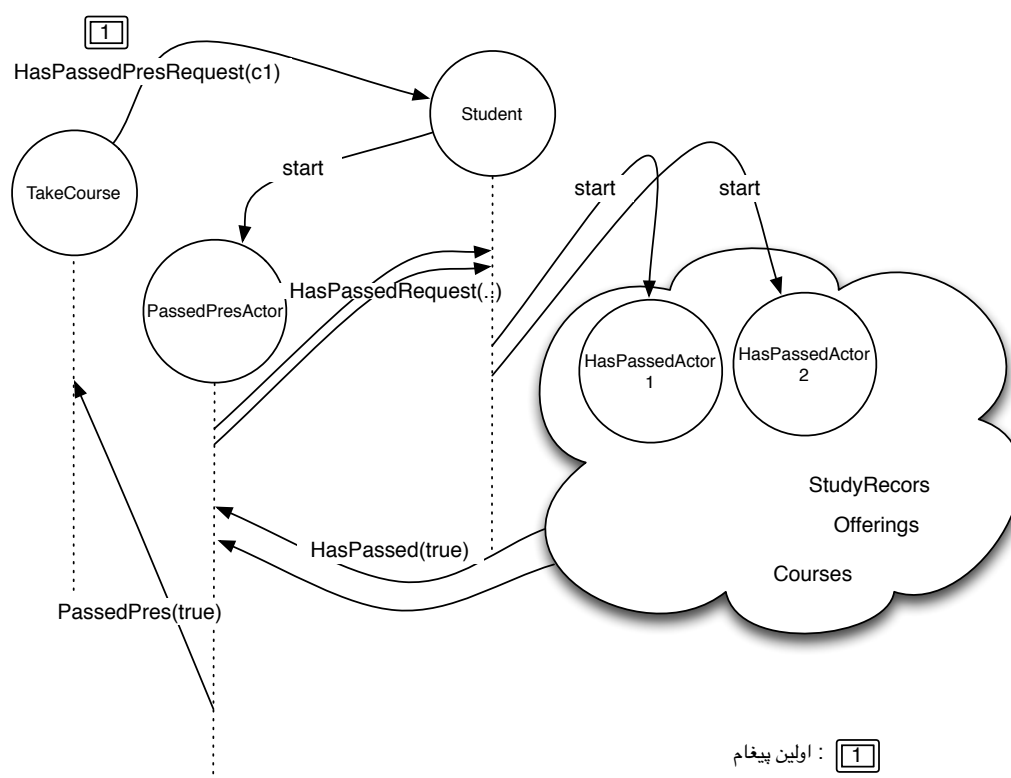 1
HasPassedPresRequest(c1)
Student
TakeCourse
start
start
start
PassedPresActor
HasPassedRequest(..)
HasPassedActor
1
HasPassedActor
2
StudyRecors
Offerings
Courses
HasPassed(true)
PassedPres(true)
1 : اولین پیغام